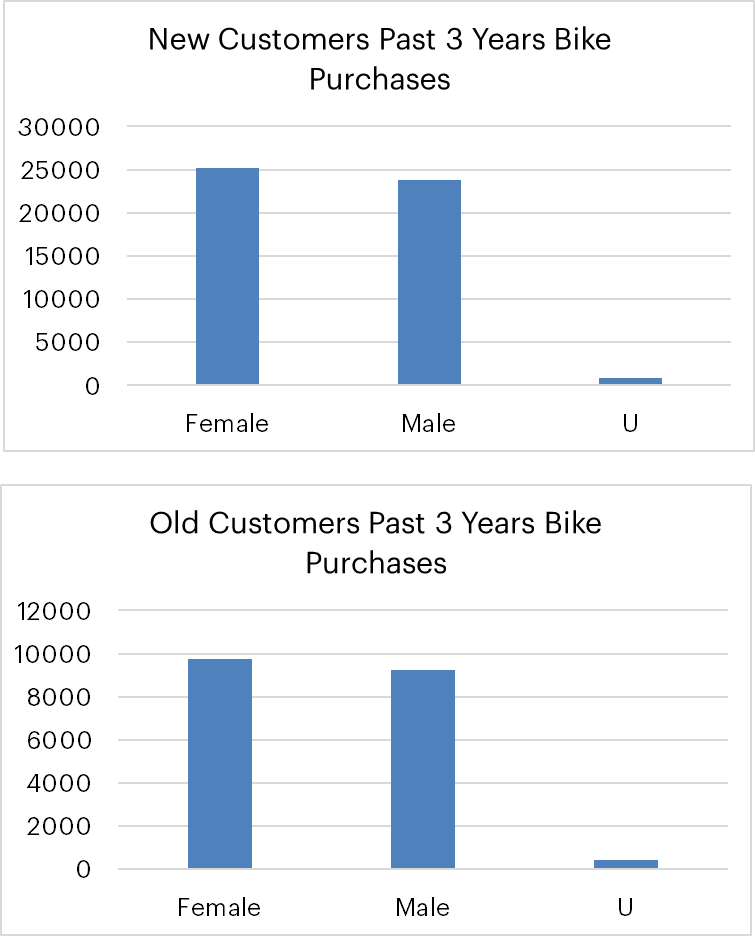 New Customers Past 3 Years Bike
Purchases
30000
25000
20000
15000
10000
5000
0
Female Male U
Old Customers Past 3 Years Bike
Purchases
12000
10000
8000
6000
4000
2000
0
Female Male U